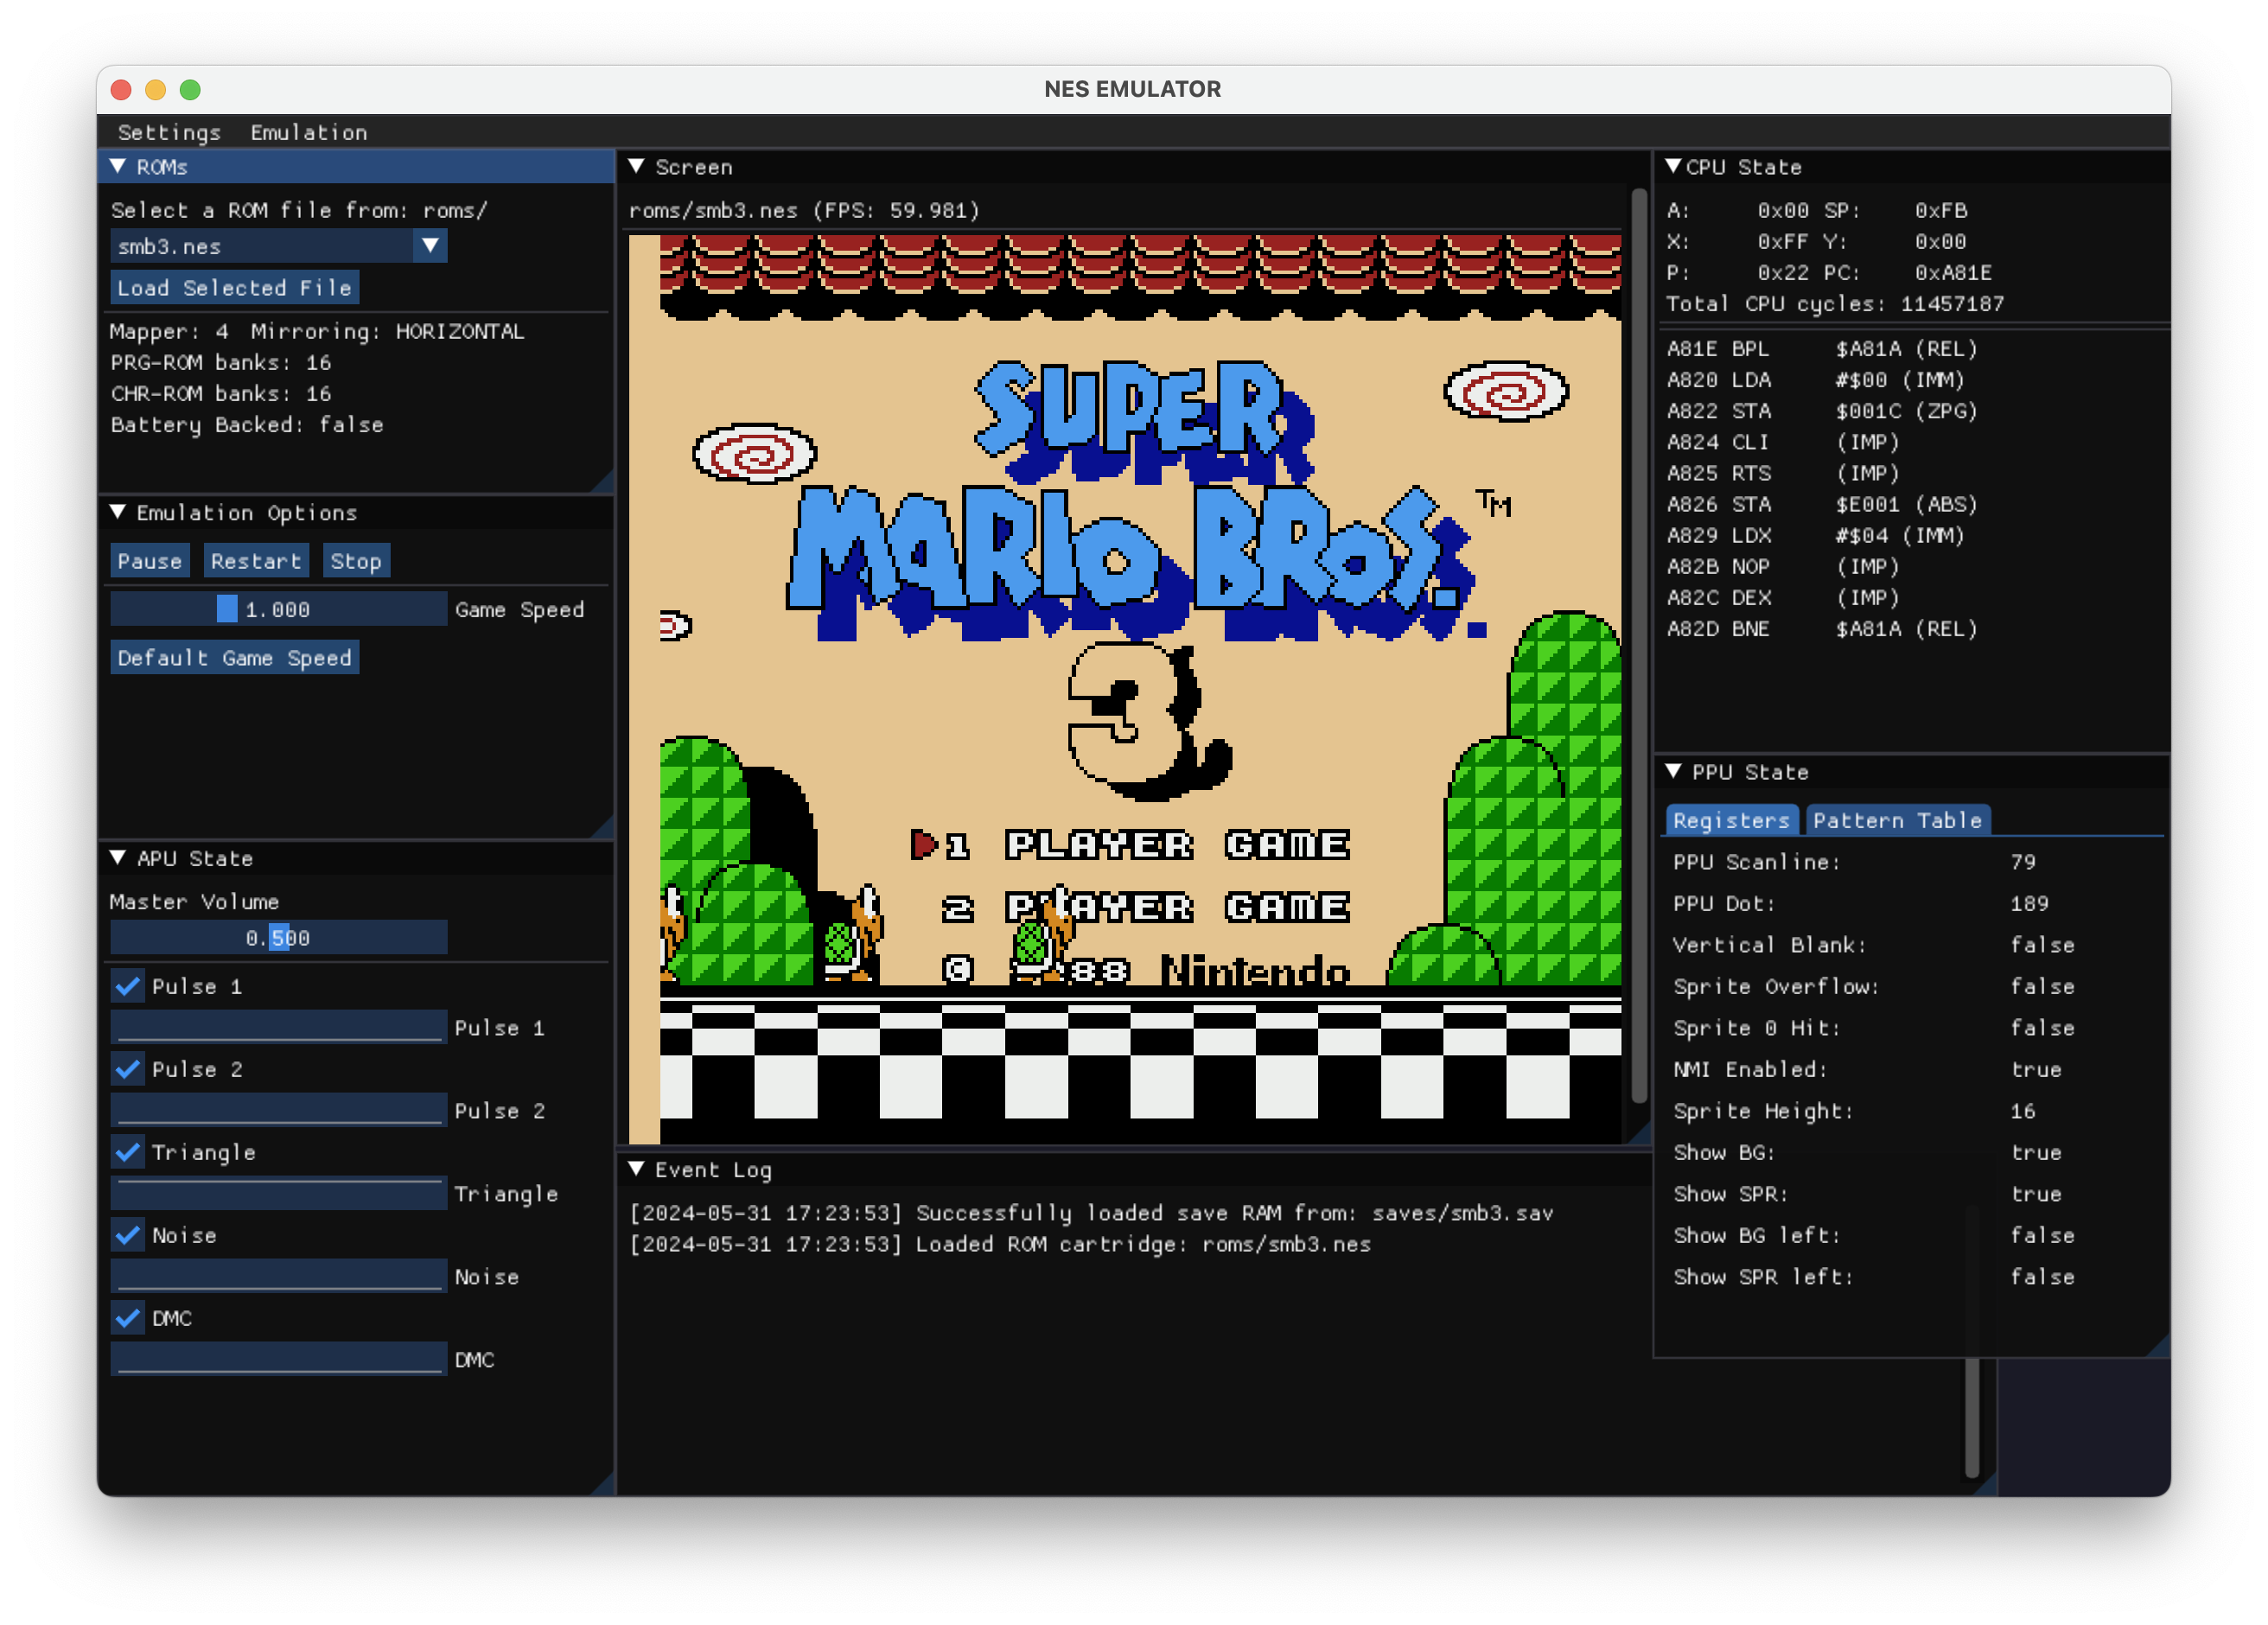 NES EMULATOR
Settings Emulation
ROMs
Select a ROM file from: roms/
smb3.nes
Load Selected File
Mapper: 4 Mirroring: HORIZONTAL
PRG-ROM banks: 16
CHR-ROM banks: 16
Battery Backed: false
Emulation Options
Pause Restart Stop
1.000 Game Speed
Default Game Speed
APU State
Master Volume
0.500
Pulse 1
Pulse 1
Pulse 2
Pulse 2
Triangle
Triangle
Noise
Noise
DMC
DMC
Screen
roms/smb3.nes (FPS: 59.981)
SUPER
MARIO BROS. TM
3
1 PLAYER GAME
2 P AYER GAME
© 88 Nintendo
Event Log
[2024-05-31 17:23:53] Successfully loaded save RAM from: saves/smb3.sav
[2024-05-31 17:23:53] Loaded ROM cartridge: roms/smb3.nes
CPU State
A: 0x00 SP: 0xFB
X: 0xFF Y: 0x00
P: 0x22 PC: 0xA81E
Total CPU cycles: 11457187
A81E BPL $A81A (REL)
A820 LDA #$00 (IMM)
A822 STA $001C (ZPG)
A824 CLI (IMP)
A825 RTS (IMP)
A826 STA $E001 (ABS)
A829 LDX #$04 (IMM)
A82B NOP (IMP)
A82C DEX (IMP)
A82D BNE $A81A (REL)
PPU State
Registers Pattern Table
PPU Scanline: 79
PPU Dot: 189
Vertical Blank: false
Sprite Overflow: false
Sprite 0 Hit: false
NMI Enabled: true
Sprite Height: 16
Show BG: true
Show SPR: true
Show BG left: false
Show SPR left: false